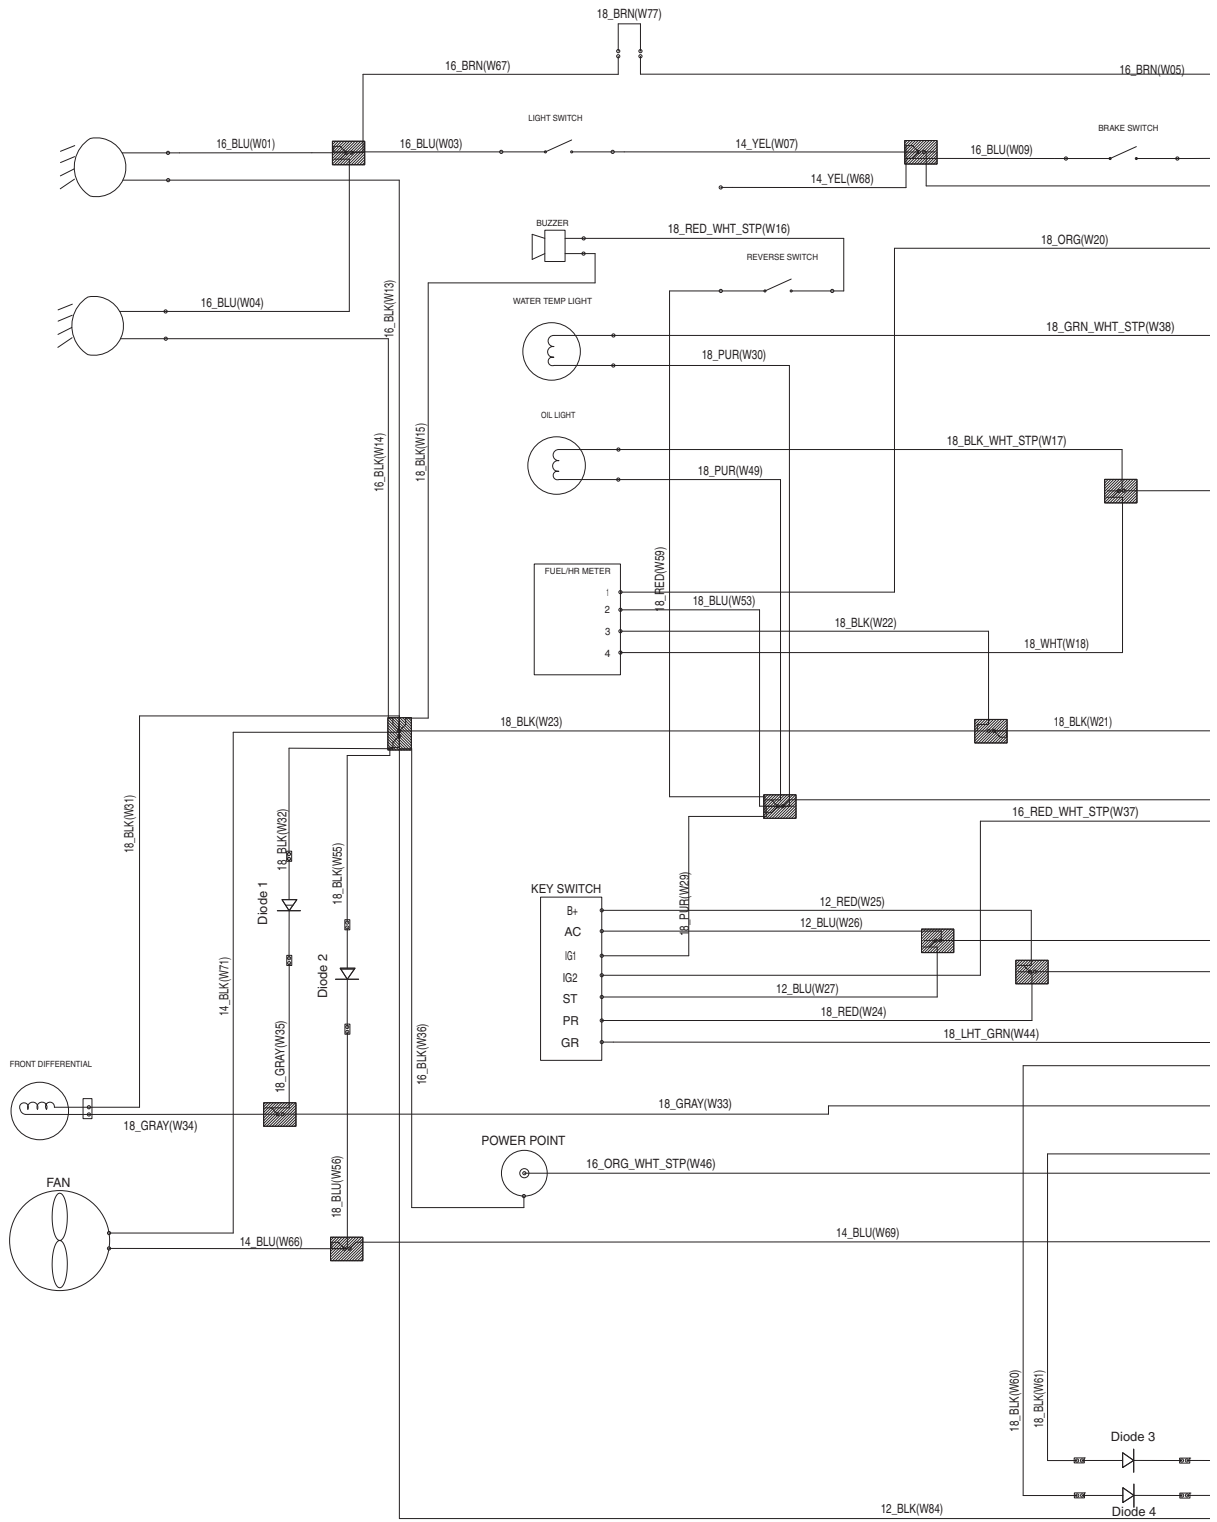 18_BRN(W77)
16_BRN(W67)
16_BRN(W05)
LIGHT SWITCH
BRAKE SWITCH
16_BLU(W01)
16_BLU(W03)
14_YEL(W07)
16_BLU(W09)
14_YEL(W68)
BUZZER
18_RED_WHT_STP(W16)
18_ORG(W20)
REVERSE SWITCH
16_BLK(W13)
16_BLU(W04)
WATER TEMP LIGHT
18_GRN_WHT_STP(W38)
18_PUR(W30)
OIL LIGHT
16_BLK(W14)
18_BLK(W15)
18_BLK_WHT_STP(W17)
18_PUR(W49)
18_RED(W59)
FUEL/HR METER
1
18_BLU(W53)
2
18_BLK(W22)
3
18_WHT(W18)
4
18_BLK(W23)
18_BLK(W21)
18_BLK(W31)
18_BLK(W32)
18_BLK(W55)
16_RED_WHT_STP(W37)
Diode 1
KEY SWITCH
18_PUR(W29)
12_RED(W25)
B+
12_BLU(W26)
AC
IG1
Diode 2
14_BLK(W71)
IG2
12_BLU(W27)
ST
18_RED(W24)
PR
18_LHT_GRN(W44)
GR
18_GRAY(W35)
16_BLK(W36)
FRONT DIFFERENTIAL
18_GRAY(W33)
18_GRAY(W34)
POWER POINT
16_ORG_WHT_STP(W46)
FAN
18_BLU(W56)
14_BLU(W66)
14_BLU(W69)
18_BLK(W60)
18_BLK(W61)
Diode 3
12_BLK(W84)
Diode 4